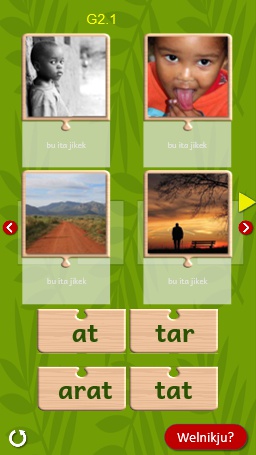 G2.1
bu ita jikek
bu ita jikek
bu ita jikek
bu ita jikek
at
tar
arat
tat
Welnikju?